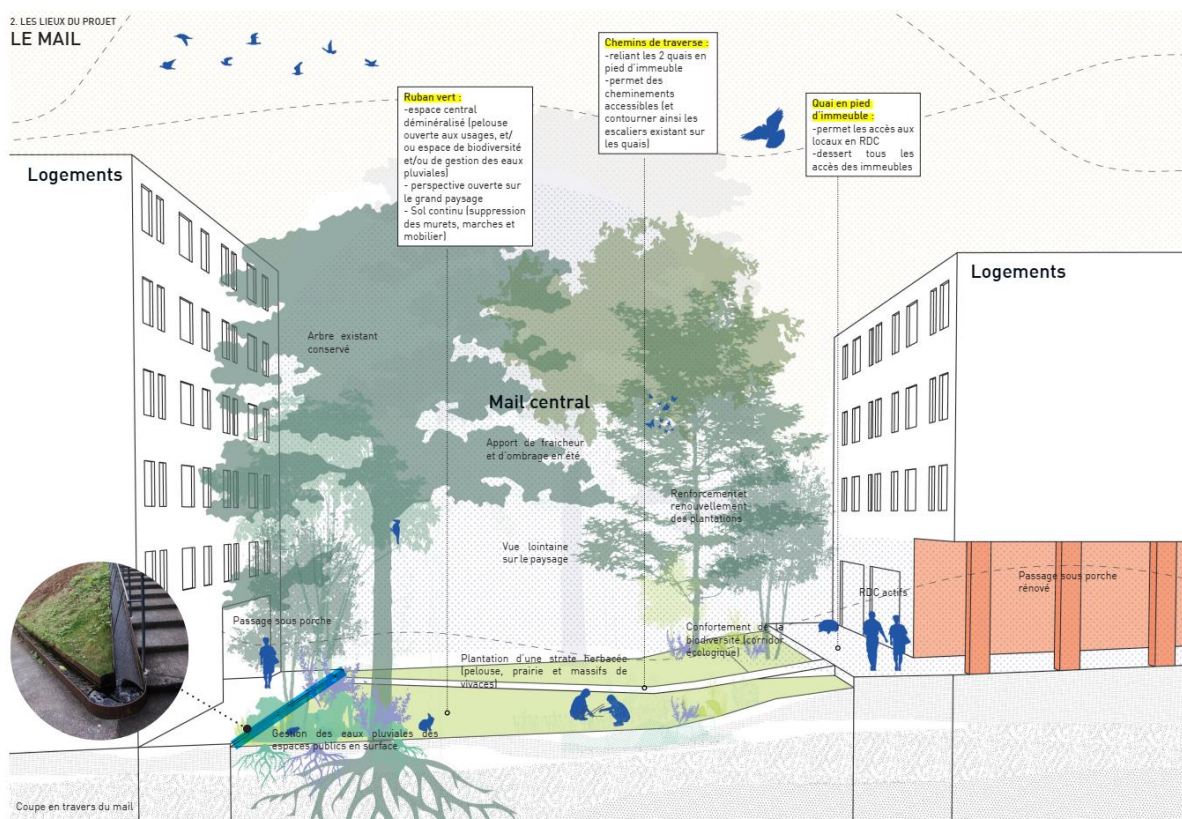 2. LES LIEUX DU PROJET
LE MAIL
Chemins de traverse :
-reliant les 2 quais en
pied d'immeuble
-permet des
cheminements
accessibles (et
contourner ainsi les
escaliers existant sur
les quais)
Ruban vert :
-espace central
déminéralisé (pelouse
ouverte aux usages, et/
ou espace de biodiversité
et/ou de gestion des eaux
pluviales)
- perspective ouverte sur
le grand paysage
- Sol continu (suppression
des murets, marches et
mobilier)
Quai en pied
d'immeuble :
-permet les accès aux
locaux en RDC
-dessert tous les
accès des immeubles
Logements
Logements
Arbre existant
conservé
Mail central
Apport de fraicheur
et d'ombrage en été
Renforcement et
renouvellement
des plantations
Vue lointaine
sur le paysage
Passage sous porche
rénové
RDC actifs
Passage sous porche
Confortement de la
biodiversité (corridor
écologique)
Plantation d'une strate herbacée
(pelouse, prairie et massifs de
vivaces)
Gestion des eaux pluviales des
espaces publics en surface
Coupe en travers du mail